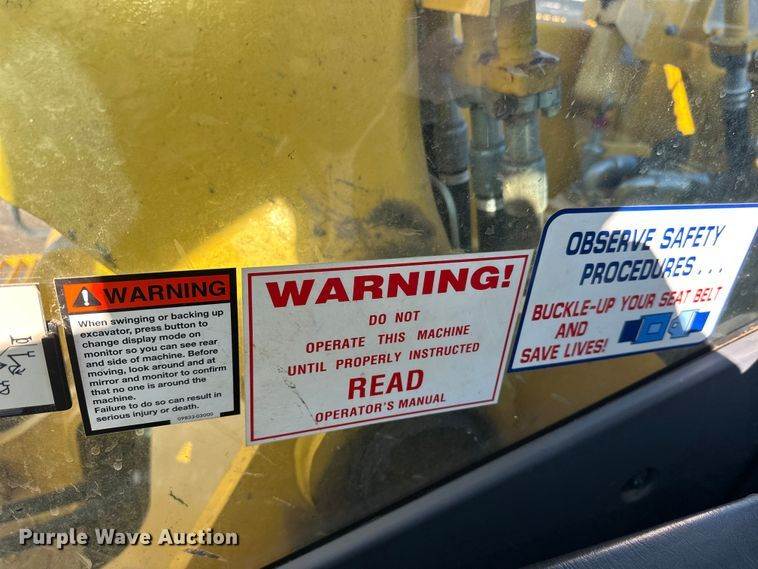 WARNING
When swinging or backing up
excavator, press button to
change display mode on
monitor so you can see rear
and side of machine. Before
moving, look around and at
mirror and monitor to confirm
that no one is around the
machine.
Failure to do so can result in
serious injury or death.
09833-03000
WARNING!
DO NOT
OPERATE THIS MACHINE
UNTIL PROPERLY INSTRUCTED
READ
OPERATOR'S MANUAL
OBSERVE SAFETY
PROCEDURES...
BUCKLE-UP YOUR SEAT BELT
AND
SAVE LIVES!
Purple Wave Auction